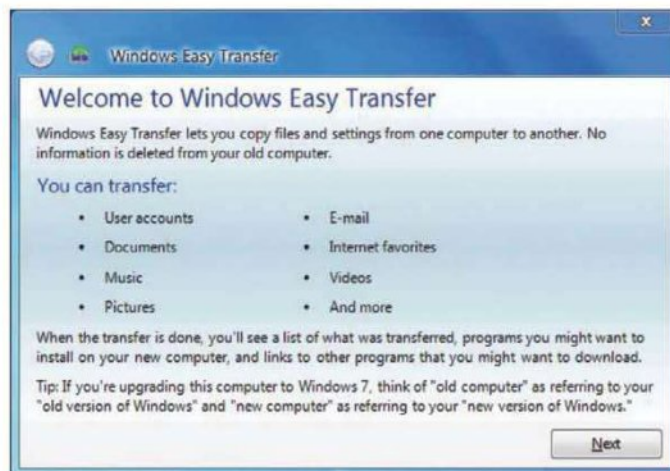 Windows Easy Transfer
Welcome to Windows Easy Transfer
Windows Easy Transfer lets you copy files and settings from one computer to another. No
information is deleted from your old computer.
You can transfer:
• User accounts
• Documents
• Music
• Pictures
• E-mail
• Internet favorites
• Videos
• And more
When the transfer is done, you'll see a list of what was transferred, programs you might want to
install on your new computer, and links to other programs that you might want to download.
Tip: If you're upgrading this computer to Windows 7, think of "old computer" as referring to your
"old version of Windows" and "new computer" as referring to your "new version of Windows."
Next